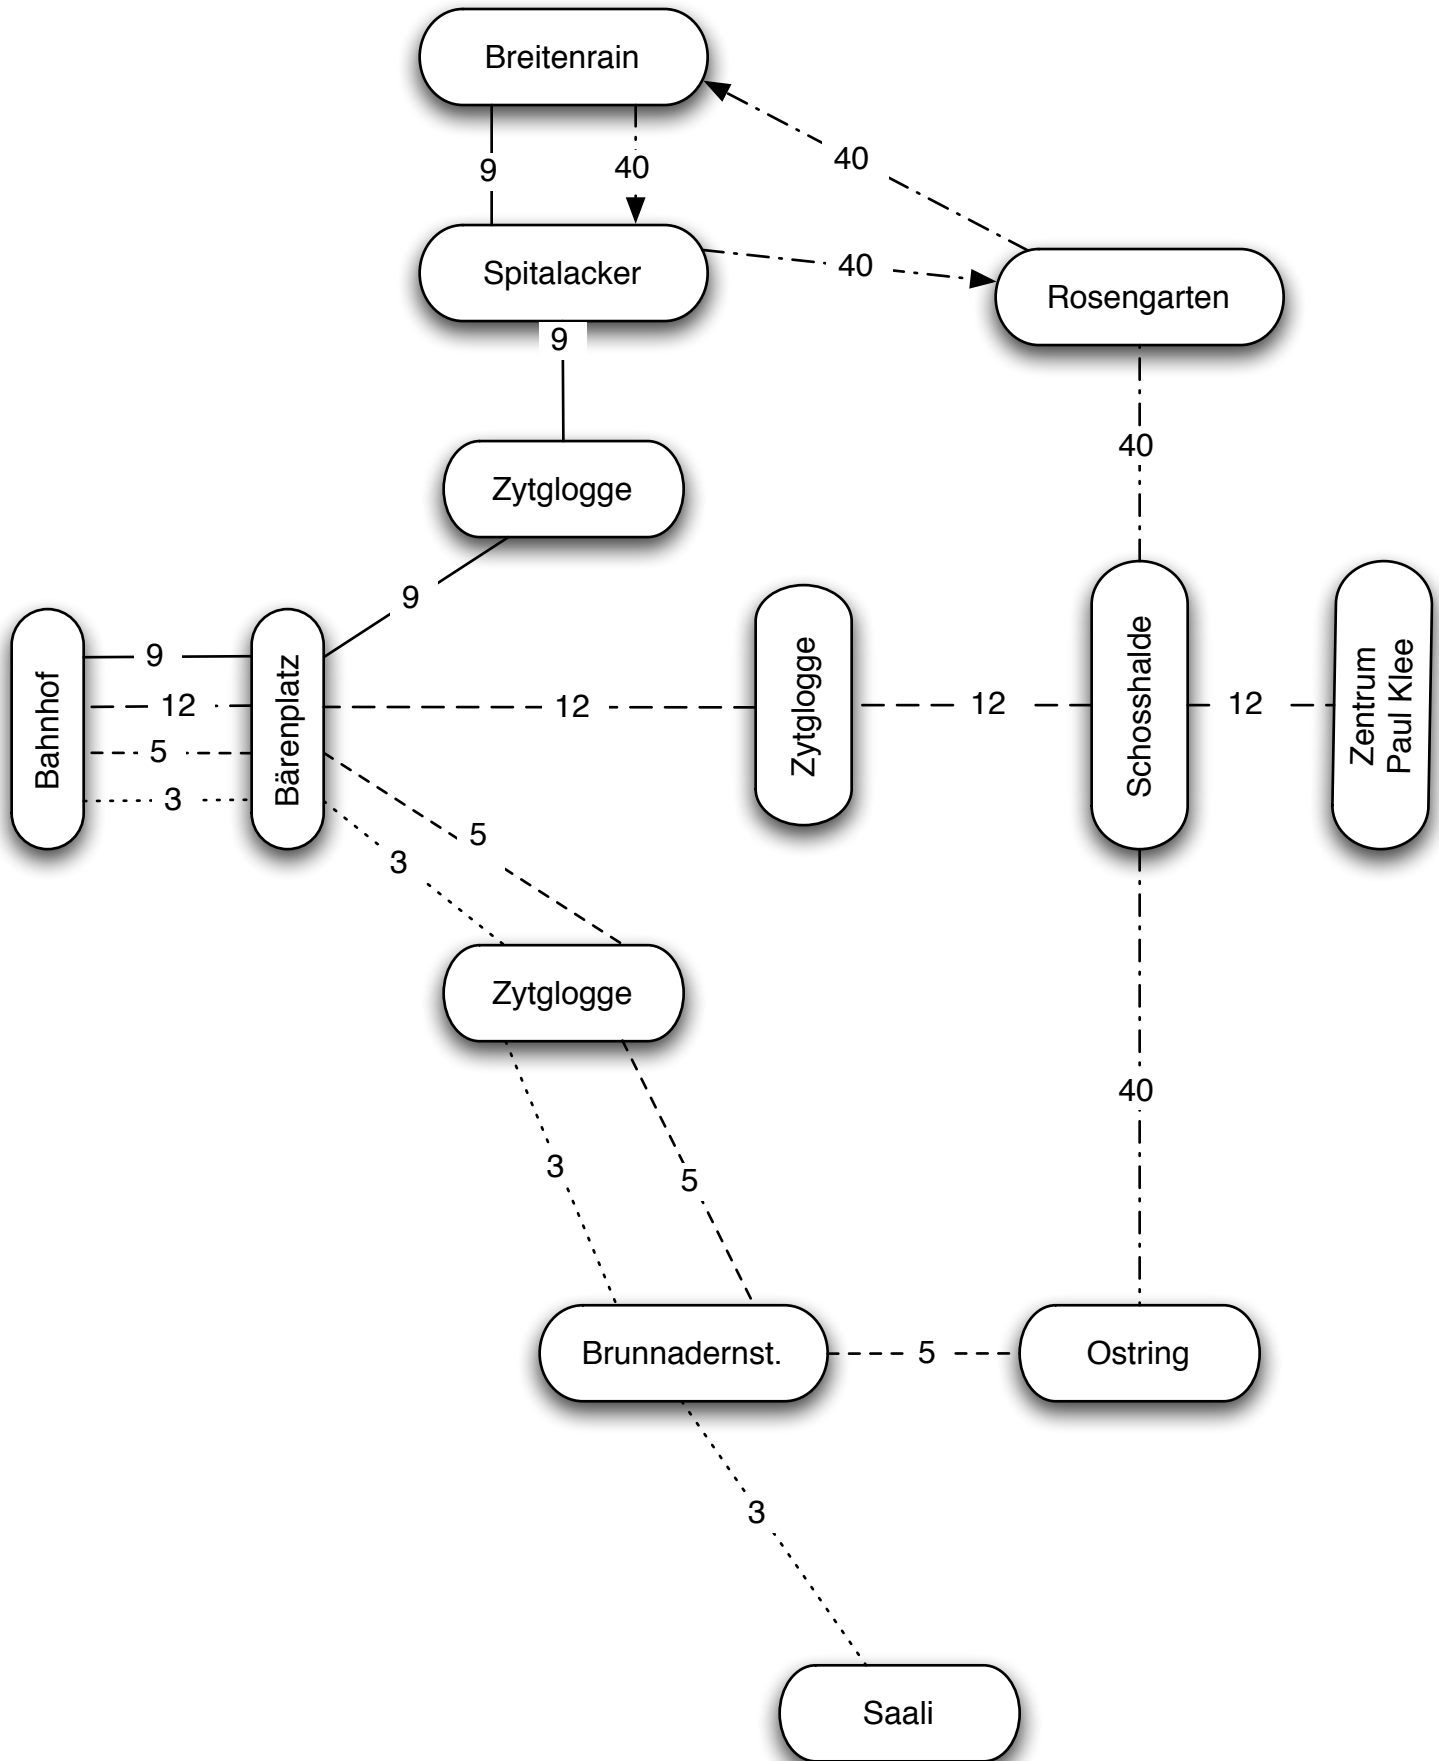 Breitenrain
9
40
40
Spitalacker
40
Rosengarten
9
Zytglogge
40
9
Bahnhof
9
12
5
3
Bärenplatz
12
Zytglogge
12
Schosshalde
12
Zentrum
Paul Klee
5
3
Zytglogge
40
3
5
Brunnadernst.
5
Ostring
3
Saali